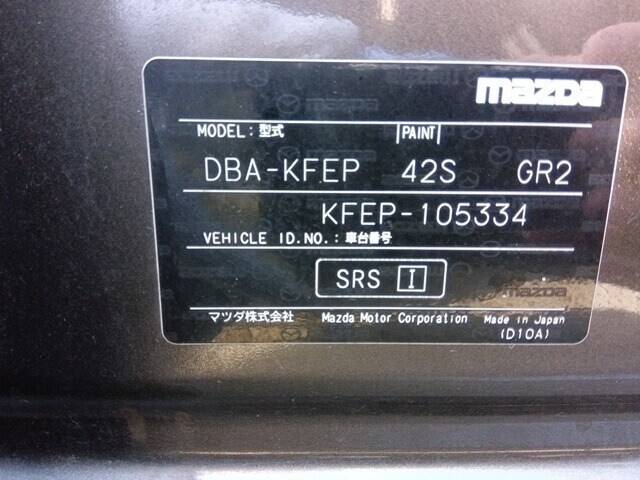 mazda
MODEL:型式 PAINT
DBA-KFEP 42S GR2
KFEP-105334
VEHICLE ID.NO.:車台番号
SRS I
マツダ株式会社 Mazda Motor Corporation Made in Japan
(D10A)